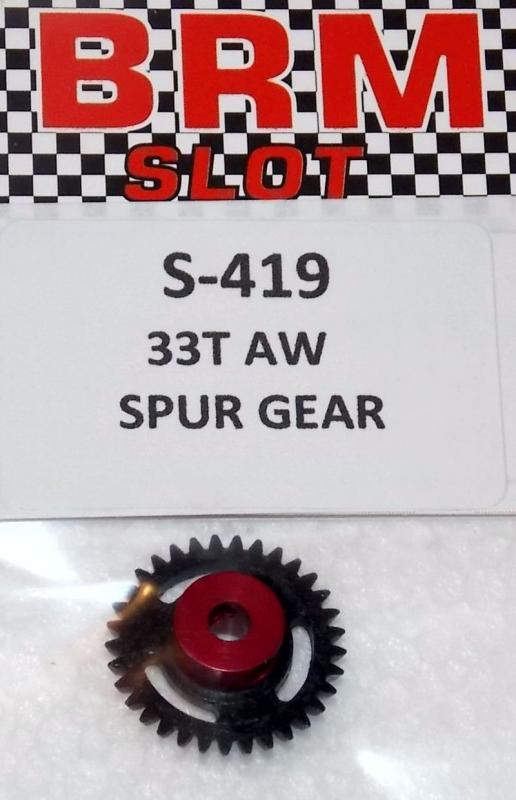 BRM
SLOT
S-419
33T AW
SPUR GEAR